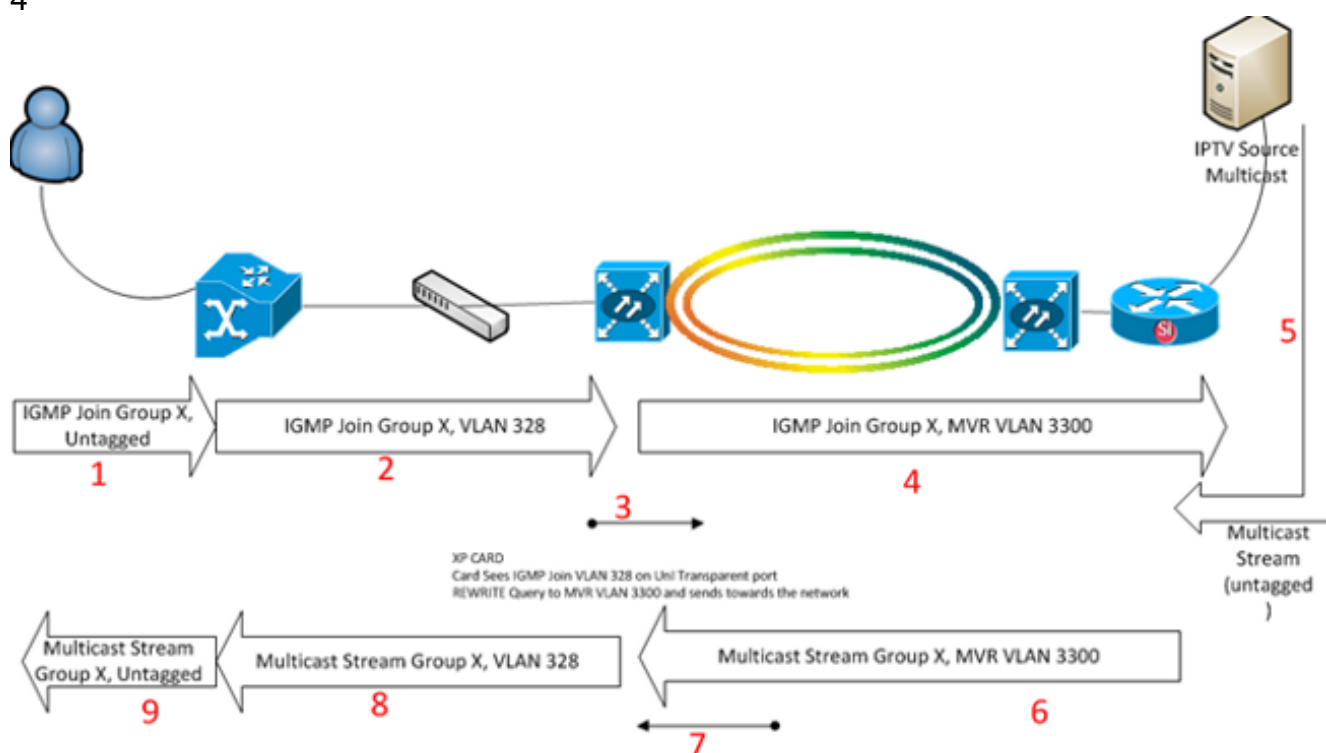 4
IPTV Source
Multicast
SI
5
IGMP Join Group X,
Untagged
1
IGMP Join Group X, VLAN 328
2
IGMP Join Group X, MVR VLAN 3300
4
3
Multicast
Stream
(untagged
)
XP CARD
Card Sees IGMP Join VLAN 328 on UnI Transparent port
REWRITE Query to MVR VLAN 3300 and sends towards the network
Multicast Stream
Group X, Untagged
9
Multicast Stream Group X, VLAN 328
8
Multicast Stream Group X, MVR VLAN 3300
6
7